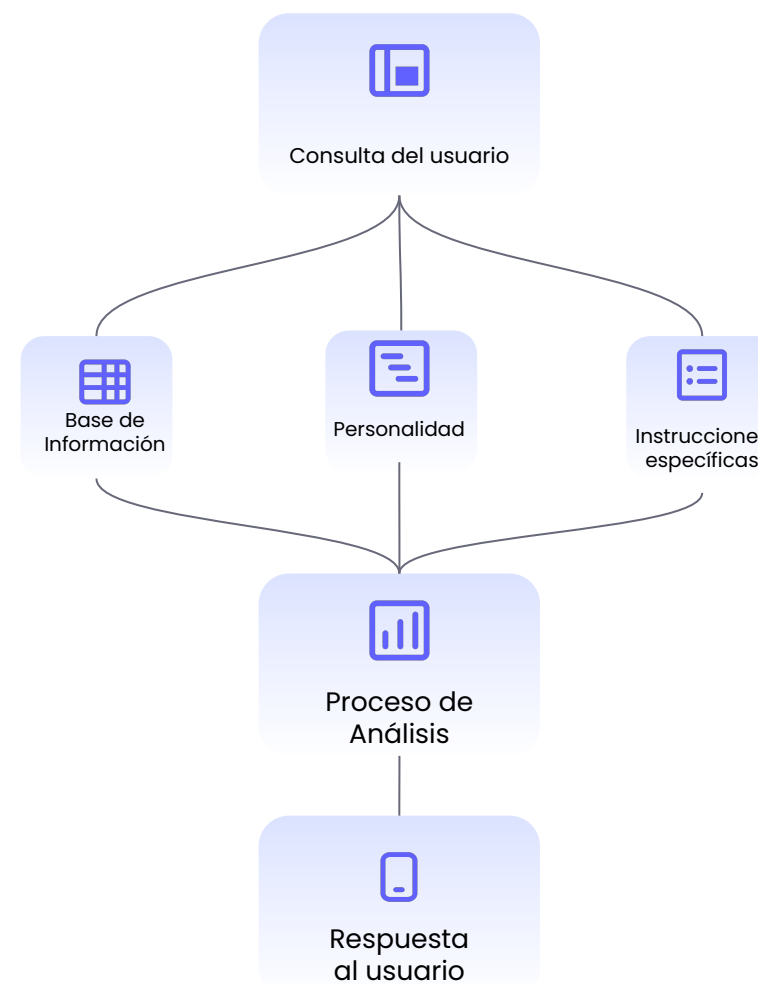 Consulta del usuario
Base de
Información
Personalidad
Instruccione
específicas
Proceso de
Análisis
Respuesta
al usuario